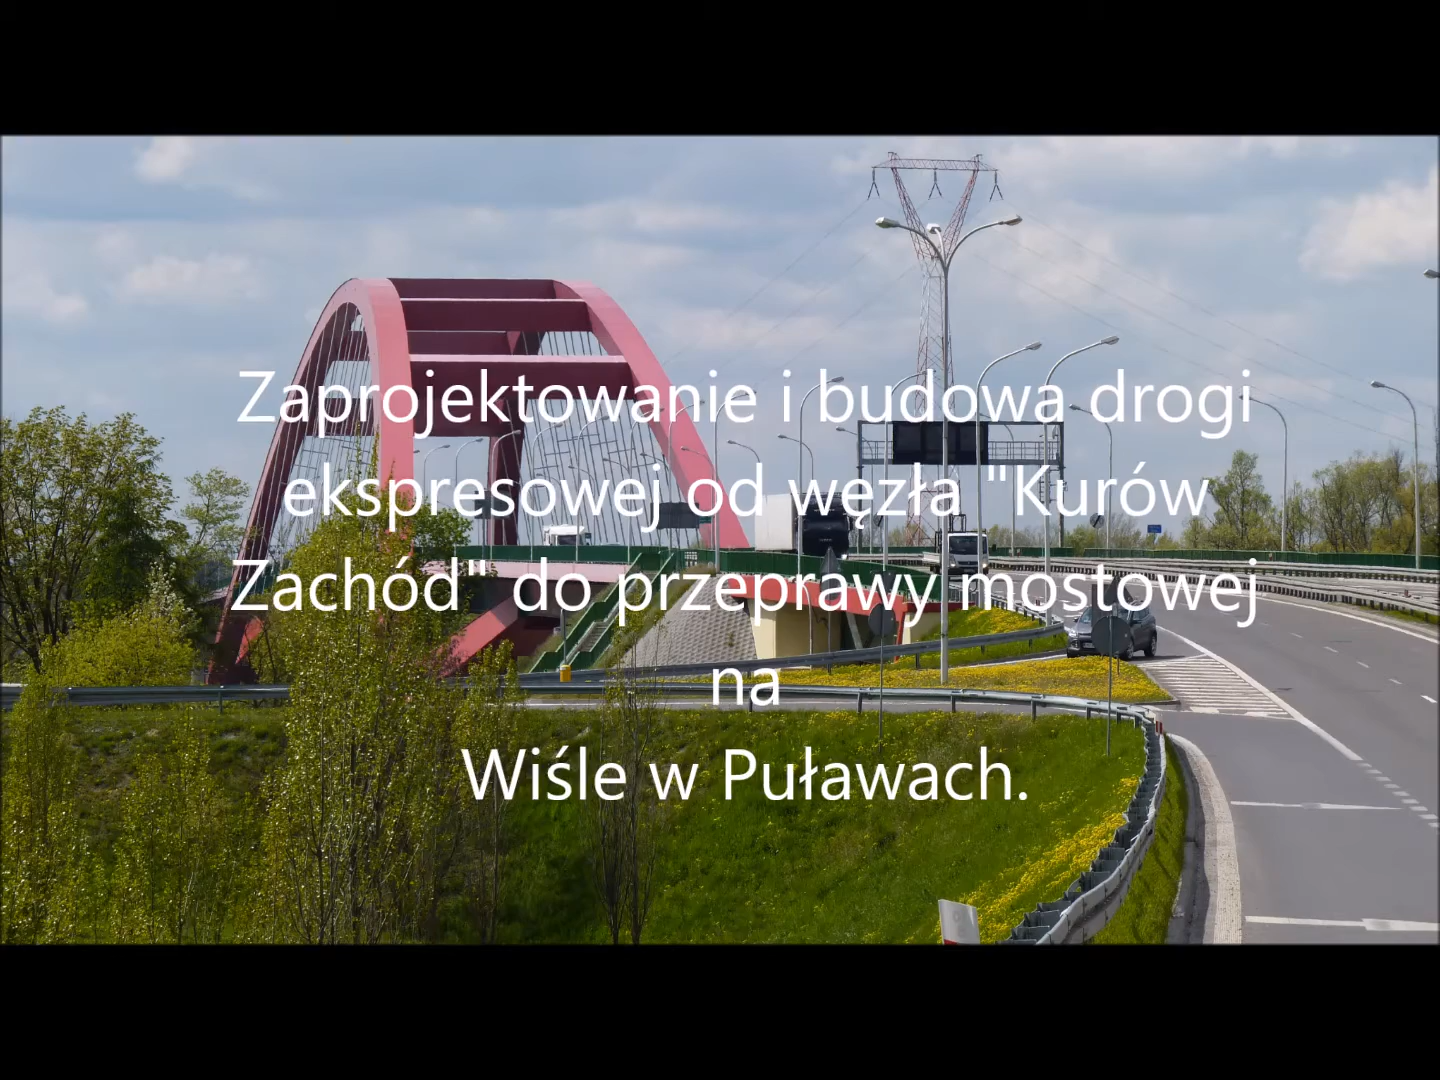 Zaprojektowanie i budowa drogi
ekspresowej od węzła "Kurów
Zachód" do przeprawy mostowej
na
Wiśle w Puławach.